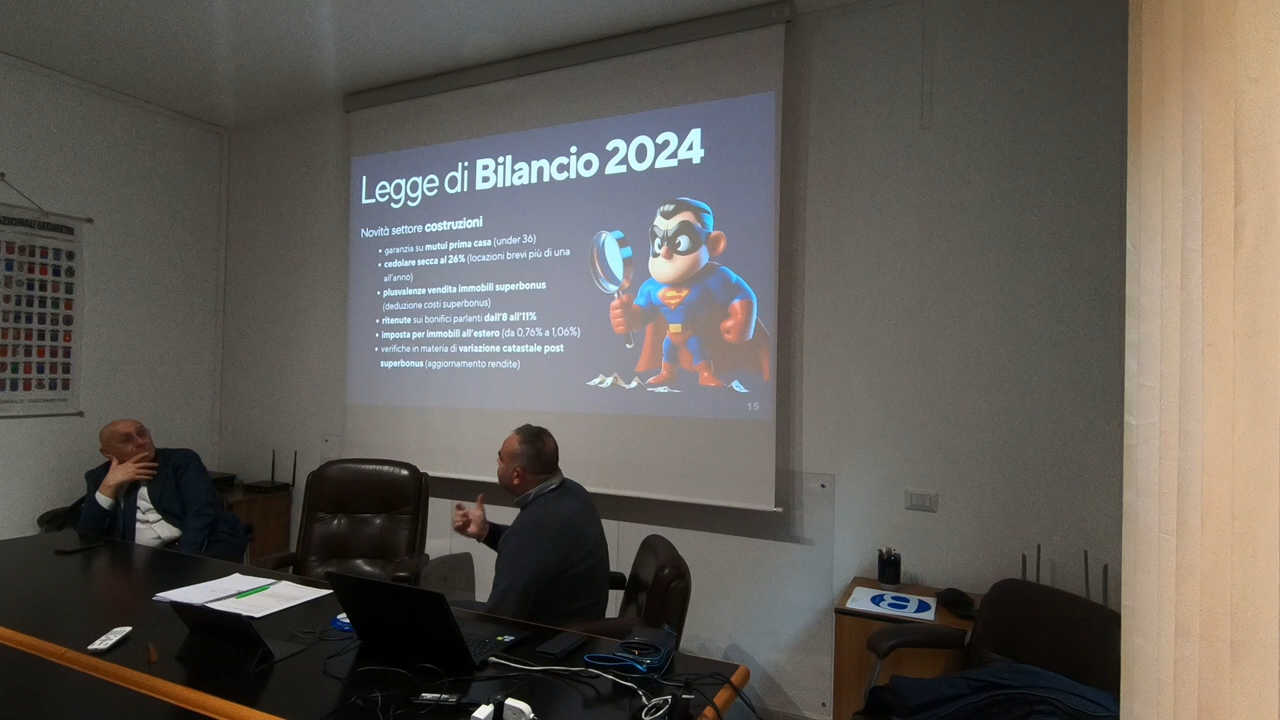 Legge di Bilancio 2024
Novità settore costruzioni
• garanzia su mutui prima casa (under 36)
• cedolare secca al 26% (locazioni brevi più di una
all'anno)
• plusvalenze vendita immobili superbonus
(deduzione costi superbonus)
• ritenute sui bonifici parlanti dall'8 all'11%
• imposta per immobili all'estero (da 0,76% a 1,06%)
• verifiche in materia di variazione catastale post
superbonus (aggiornamento rendite)
15